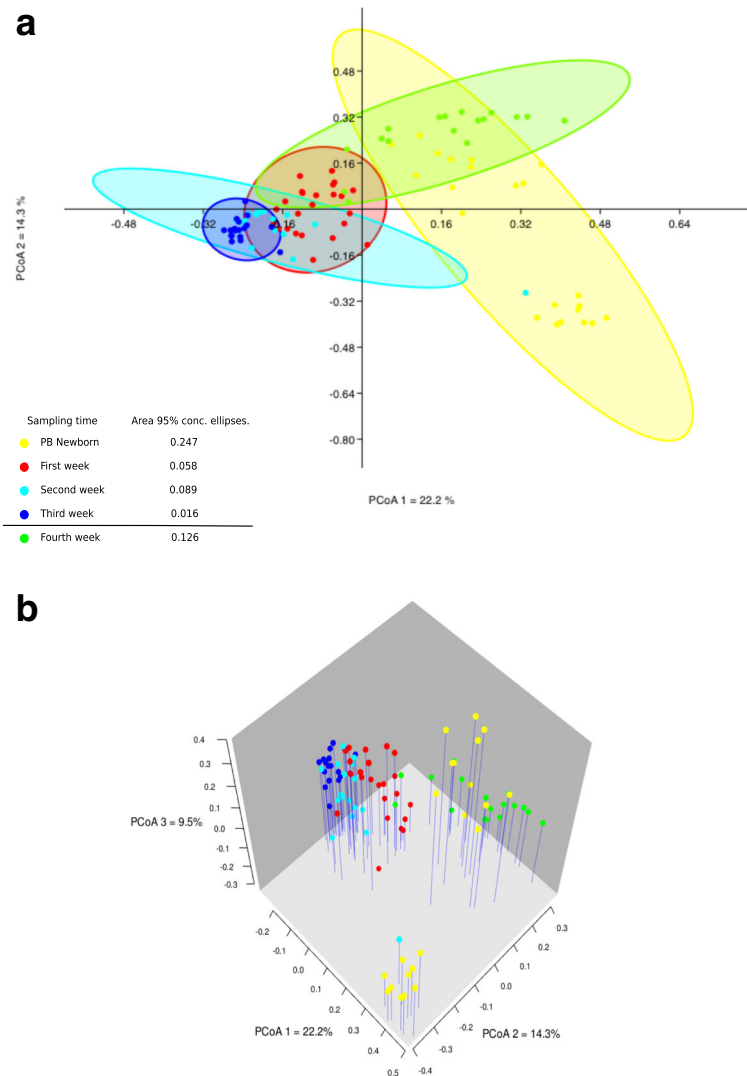 a
0.48
0.32
0.16
-0.48 -0.32 -0.16 0.16 0.32 0.48 0.64
-0.16
-0.32
-0.48
-0.64
-0.80
PCoA 2 = 14.3 %
PCoA 1 = 22.2 %
Sampling time Area 95% conc. ellipses.
PB Newborn 0.247
First week 0.058
Second week 0.089
Third week 0.016
Fourth week 0.126
b
0.4
0.3
0.2
0.1
0.0
-0.1
-0.2
-0.3
PCoA 3 = 9.5%
-0.2
-0.1
0.0
0.1
0.2
0.3
0.4
0.5
PCoA 1 = 22.2%
0.3
0.2
0.1
0.0
-0.1
-0.2
-0.3
-0.4
PCoA 2 = 14.3%